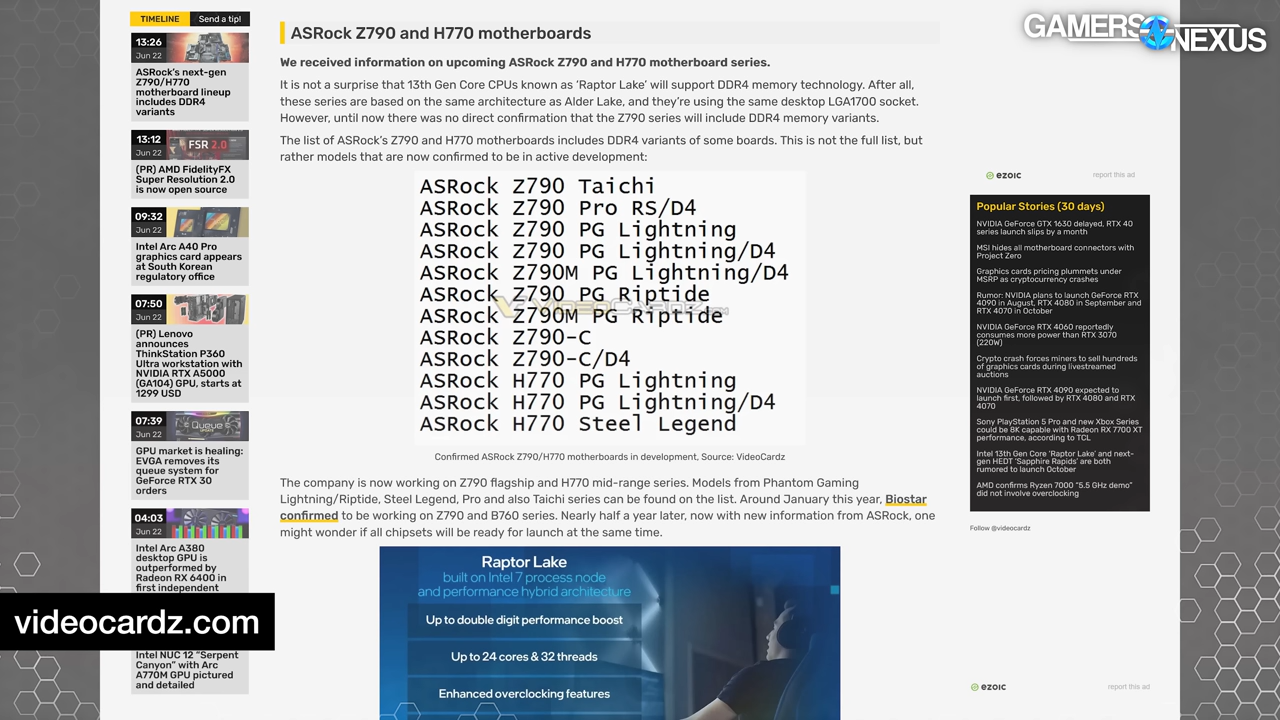 TIMELINE
Send a tip!
13:26
Jun 22
ASRock's next-gen
Z790/H770
motherboard lineup
includes DDR4
variants
13:12
Jun 22
FSR 2.0
(PR) AMD FidelityFX
Super Resolution 2.0
is now open source
09:32
Jun 22
Intel Arc A40 Pro
graphics card appears
at South Korean
regulatory office
07:50
Jun 22
(PR) Lenovo
announces
ThinkStation P360
Ultra workstation with
NVIDIA RTX A5000
(GA104) GPU, starts at
1299 USD
07:39
Jun 22
Queue
GPU market is healing:
EVGA removes its
queue system for
GeForce RTX 30
orders
04:03
Jun 22
Intel Arc A380
desktop GPU is
outperformed by
Radeon RX 6400 in
first independent
videocardz.com
Intel NUC 12 "Serpent
Canyon" with Arc
A770M GPU pictured
and detailed
ASRock Z790 and H770 motherboards
We received information on upcoming ASRock Z790 and H770 motherboard series.
It is not a surprise that 13th Gen Core CPUs known as 'Raptor Lake' will support DDR4 memory technology. After all,
these series are based on the same architecture as Alder Lake, and they're using the same desktop LGA1700 socket.
However, until now there was no direct confirmation that the Z790 series will include DDR4 memory variants.
The list of ASRock's Z790 and H770 motherboards includes DDR4 variants of some boards. This is not the full list, but
rather models that are now confirmed to be in active development:
ASRock Z790 Taichi
ASRock Z790 Pro RS/D4
ASRock Z790 PG Lightning
ASRock Z790 PG Lightning/D4
ASRock Z790M PG Lightning/D4
ASRock Z790 PG Riptide
VIDEOCARDZ.COM
ASRock Z790M PG Riptide
ASRock Z790-C
ASRock Z790-C/D4
ASRock H770 PG Lightning
ASRock H770 PG Lightning/D4
ASRock H770 Steel Legend
Confirmed ASRock Z790/H770 motherboards in development, Source: VideoCardz
The company is now working on Z790 flagship and H770 mid-range series. Models from Phantom Gaming
Lightning/Riptide, Steel Legend, Pro and also Taichi series can be found on the list. Around January this year, Biostar
confirmed to be working on Z790 and B760 series. Nearly half a year later, now with new information from ASRock, one
might wonder if all chipsets will be ready for launch at the same time.
Raptor Lake
built on Intel 7 process node
and performance hybrid architecture
Up to double digit performance boost
Up to 24 cores & 32 threads
Enhanced overclocking features
GAMERS NEXUS
ezoic
report this ad
Popular Stories (30 days)
NVIDIA GeForce GTX 1630 delayed, RTX 40
series launch slips by a month
MSI hides all motherboard connectors with
Project Zero
Graphics cards pricing plummets under
MSRP as cryptocurrency crashes
Rumor: NVIDIA plans to launch GeForce RTX
4090 in August, RTX 4080 in September and
RTX 4070 in October
NVIDIA GeForce RTX 4060 reportedly
consumes more power than RTX 3070
(220W)
Crypto crash forces miners to sell hundreds
of graphics cards during livestreamed
auctions
NVIDIA GeForce RTX 4090 expected to
launch first, followed by RTX 4080 and RTX
4070
Sony PlayStation 5 Pro and new Xbox Series
could be 8K capable with Radeon RX 7700 XT
performance, according to TCL
Intel 13th Gen Core 'Raptor Lake' and next-
gen HEDT 'Sapphire Rapids' are both
rumored to launch October
AMD confirms Ryzen 7000 "5.5 GHz demo"
did not involve overclocking
Follow @videocardz
ezoic
report this ad